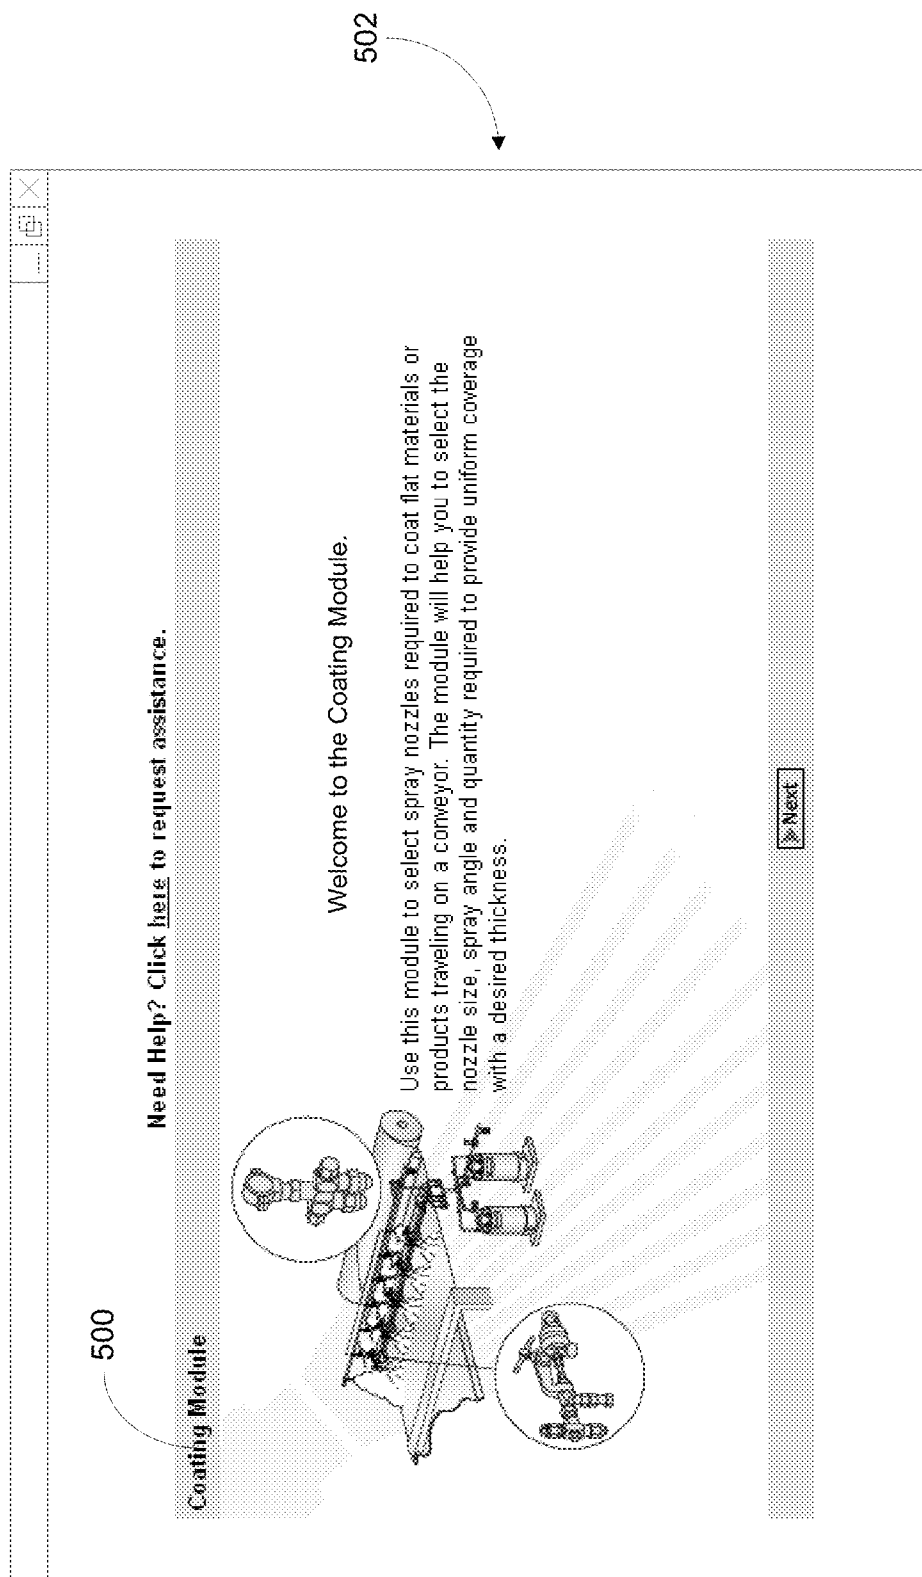 502
500
Need Help? Click here to request assistance.
Coating Module
Welcome to the Coating Module.
Use this module to select spray nozzles required to coat flat materials or
products traveling on a conveyor. The module will help you to select the
nozzle size, spray angle and quantity required to provide uniform coverage
with a desired thickness.
Next